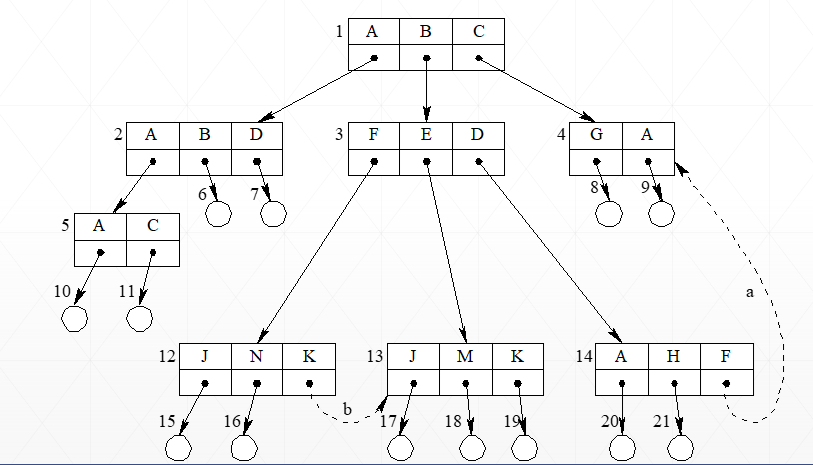 1 A B C
2 A B D 3 F E D 4 G A
6 7 8 9
5 A C
10 11 a
12 J N K 13 J M K 14 A H F
b
15 16 17 18 19 20 21